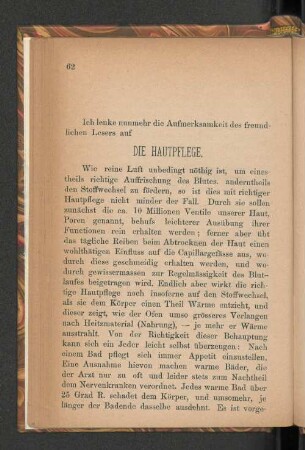 62
Ich lenke nunmehr die Aufmerksamkeit des freund-
lichen Lesers auf
DIE HAUTPFLEGE.
Wie reine Luft unbedingt nöthig ist, um eines-
theils richtige Auffrischung des Blutes, anderntheils
den Stoffwechsel zu fördern, so ist dies mit richtiger
Hautpflege nicht minder der Fall. Durch sie sollen
zunächst die ca. 10 Millionen Ventile unserer Haut,
Poren genannt, behufs leichterer Ausübung ihrer
Functionen rein erhalten werden; ferner aber übt
das tägliche Reiben beim Abtrocknen der Haut einen
wohlthätigen Einfluss auf die Capillargefässe aus, wo-
durch diese geschmeidig erhalten werden, und wo-
durch gewissermassen zur Regelmässigkeit des Blut-
laufes beigetragen wird. Endlich aber wirkt die rich-
tige Hautpflege noch insofern auf den Stoffwechsel,
als sie dem Körper einen Theil Wärme entzieht, und
dieser zeigt, wie der Ofen umso grösseres Verlangen
nach Heitsmaterial (Nahrung), — je mehr er Wärme
ausstrahlt. Von der Richtigkeit dieser Behauptung
kann sich ein Jeder leicht selbst überzeugen: Nach
einem Bad pflegt sich immer Appetit einzustellen.
Eine Ausnahme hievon machen warme Bäder, die
der Arzt nur zu oft und leider stets zum Nachtheil
dem Nervenkranken verordnet. Jedes warme Bad über
25 Grad R. schadet dem Körper, und umsomehr, je
länger der Badende dasselbe ausdehnt. Es ist vorge-